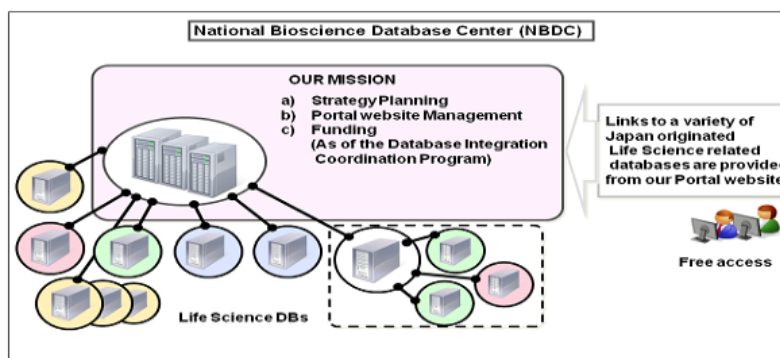 National Bioscience Database Center (NBDC)
OUR MISSION
a) Strategy Planning
b) Portal website Management
c) Funding
(As of the Database Integration
Coordination Program)
Links to a variety of
Japan originated
Life Science related
databases are provided
from our Portal website
Free access
Life Science DBs